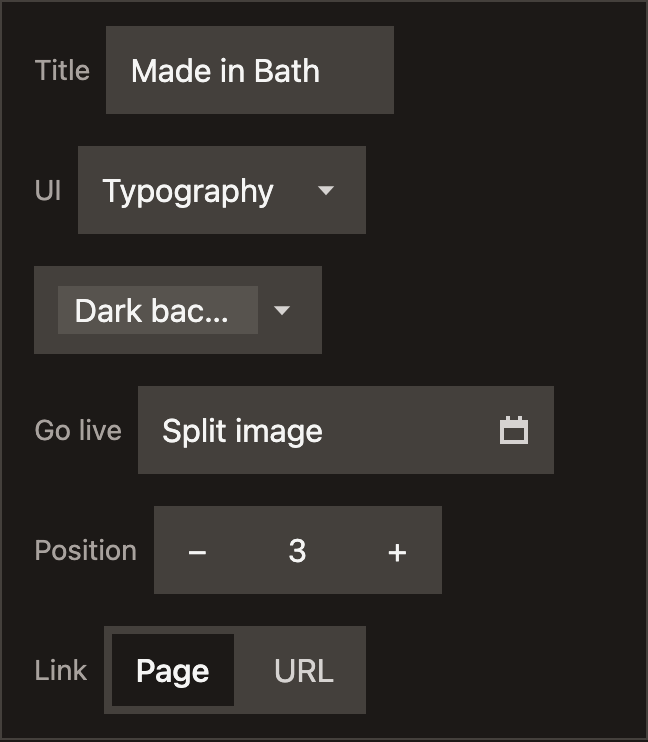 Title Made in Bath
UI Typography
Dark bac...
Go live Split image
Position − 3 +
Link Page URL